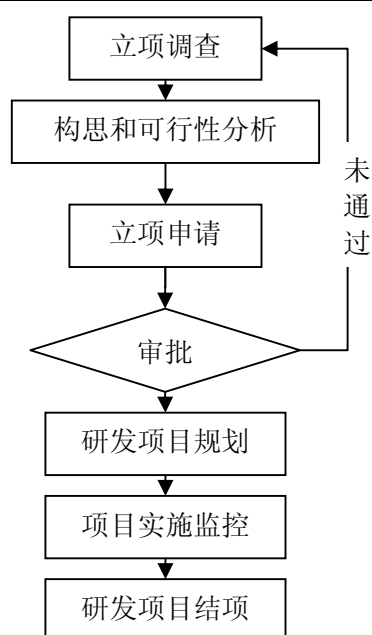 立项调查
构思和可行性分析
未通过
立项申请
审批
研发项目规划
项目实施监控
研发项目结项